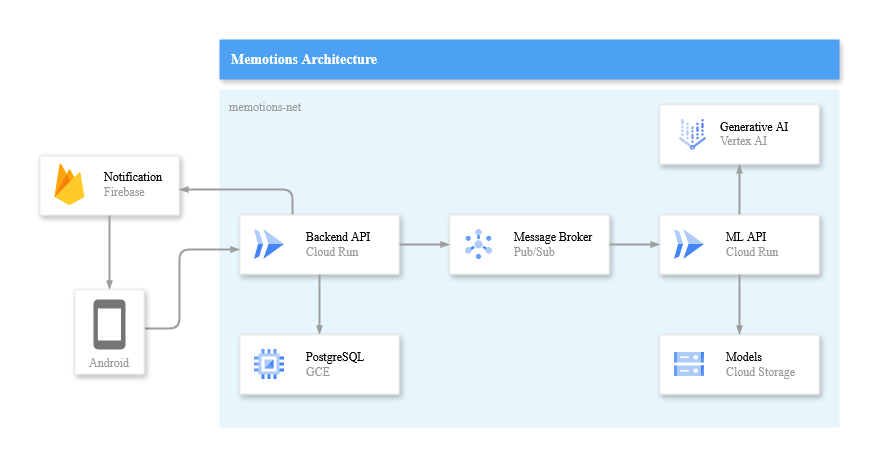 Memotions Architecture
memotions-net
Generative AI
Vertex AI
Notification
Firebase
Backend API
Cloud Run
Message Broker
Pub/Sub
ML API
Cloud Run
Android
PostgreSQL
GCE
Models
Cloud Storage